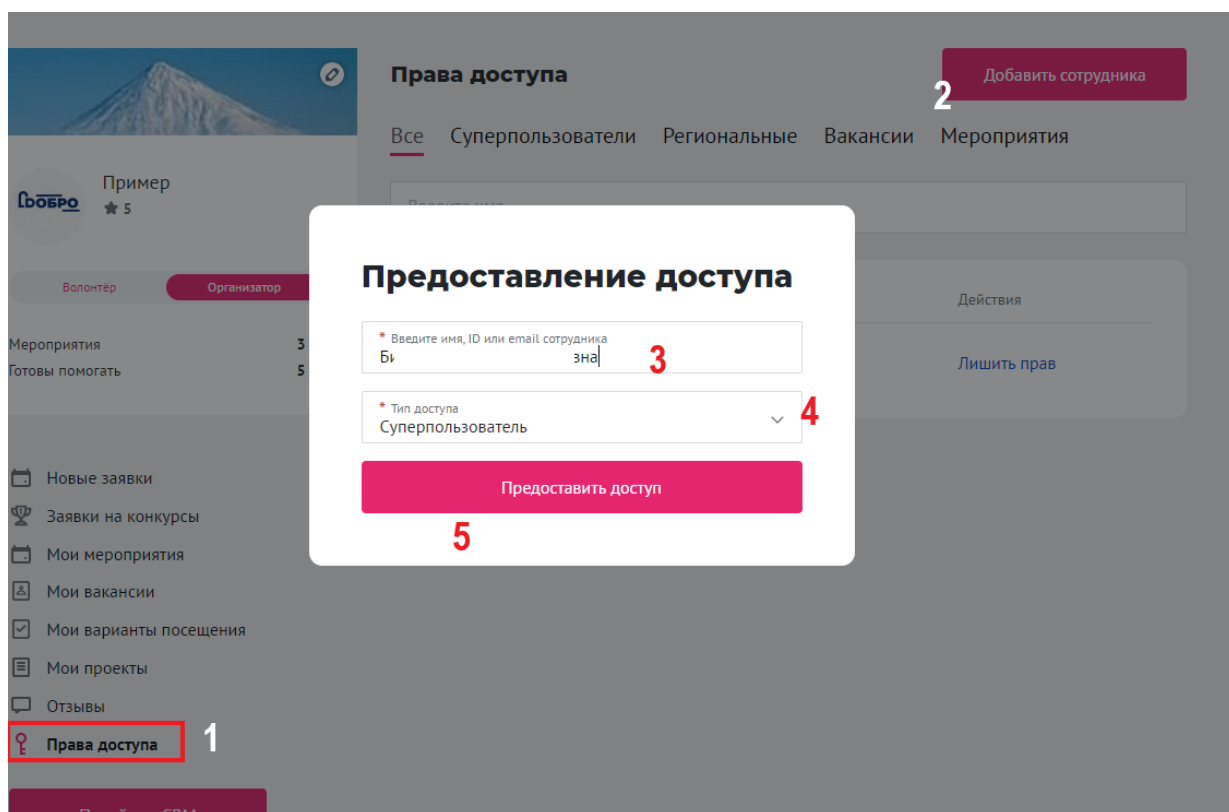 Права доступа
Добавить сотрудника
2
Все Суперпользователи Региональные Вакансии Мероприятия
Пример
ДОБРО
5
Волонтёр Организатор
Мероприятия 3
Готовы помогать 5
Предоставление доступа
* Введите имя, ID или email сотрудника
3
* Тип доступа
Суперпользователь
4
Предоставить доступ
5
Действия
Лишить прав
Новые заявки
Заявки на конкурсы
Мои мероприятия
Мои вакансии
Мои варианты посещения
Мои проекты
Отзывы
Права доступа
1